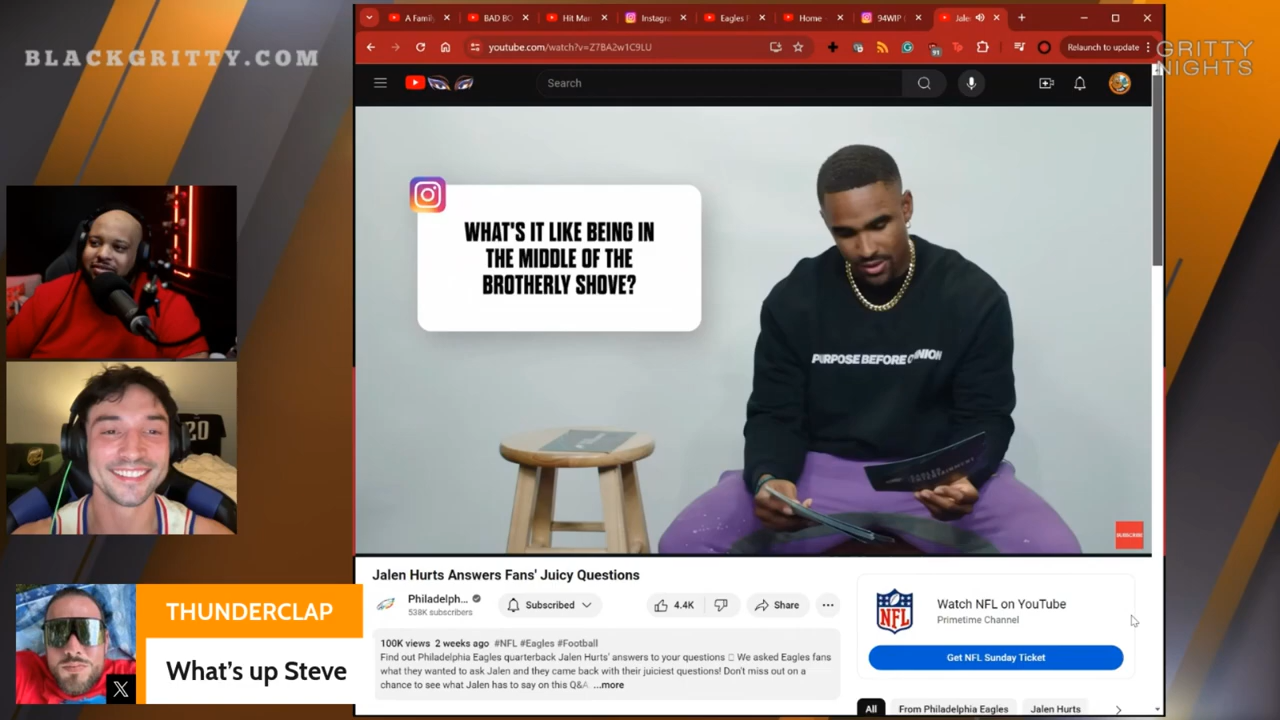 BLACKGRITTY.COM
GRITTY
NIGHTS
A Family
BAD BO
Hit Ma
Instagr
Eagles F
Home
94WIP
Jale
youtube.com/watch?v=Z7BA2w1C9LU
Relaunch to update
Search
WHAT'S IT LIKE BEING IN
THE MIDDLE OF THE
BROTHERLY SHOVE?
PURPOSE BEFORE OPINION
20
SUBSCRIBE
Jalen Hurts Answers Fans' Juicy Questions
Philadelph...
538K subscribers
Subscribed
4.4K
Share
100K views 2 weeks ago #NFL #Eagles #Football
Find out Philadelphia Eagles quarterback Jalen Hurts' answers to your questions We asked Eagles fans
what they wanted to ask Jalen and they came back with their juiciest questions! Don't miss out on a
chance to see what Jalen has to say on this Q&A ...more
NFL
Watch NFL on YouTube
Primetime Channel
Get NFL Sunday Ticket
All
From Philadelphia Eagles
Jalen Hurts
THUNDERCLAP
What's up Steve